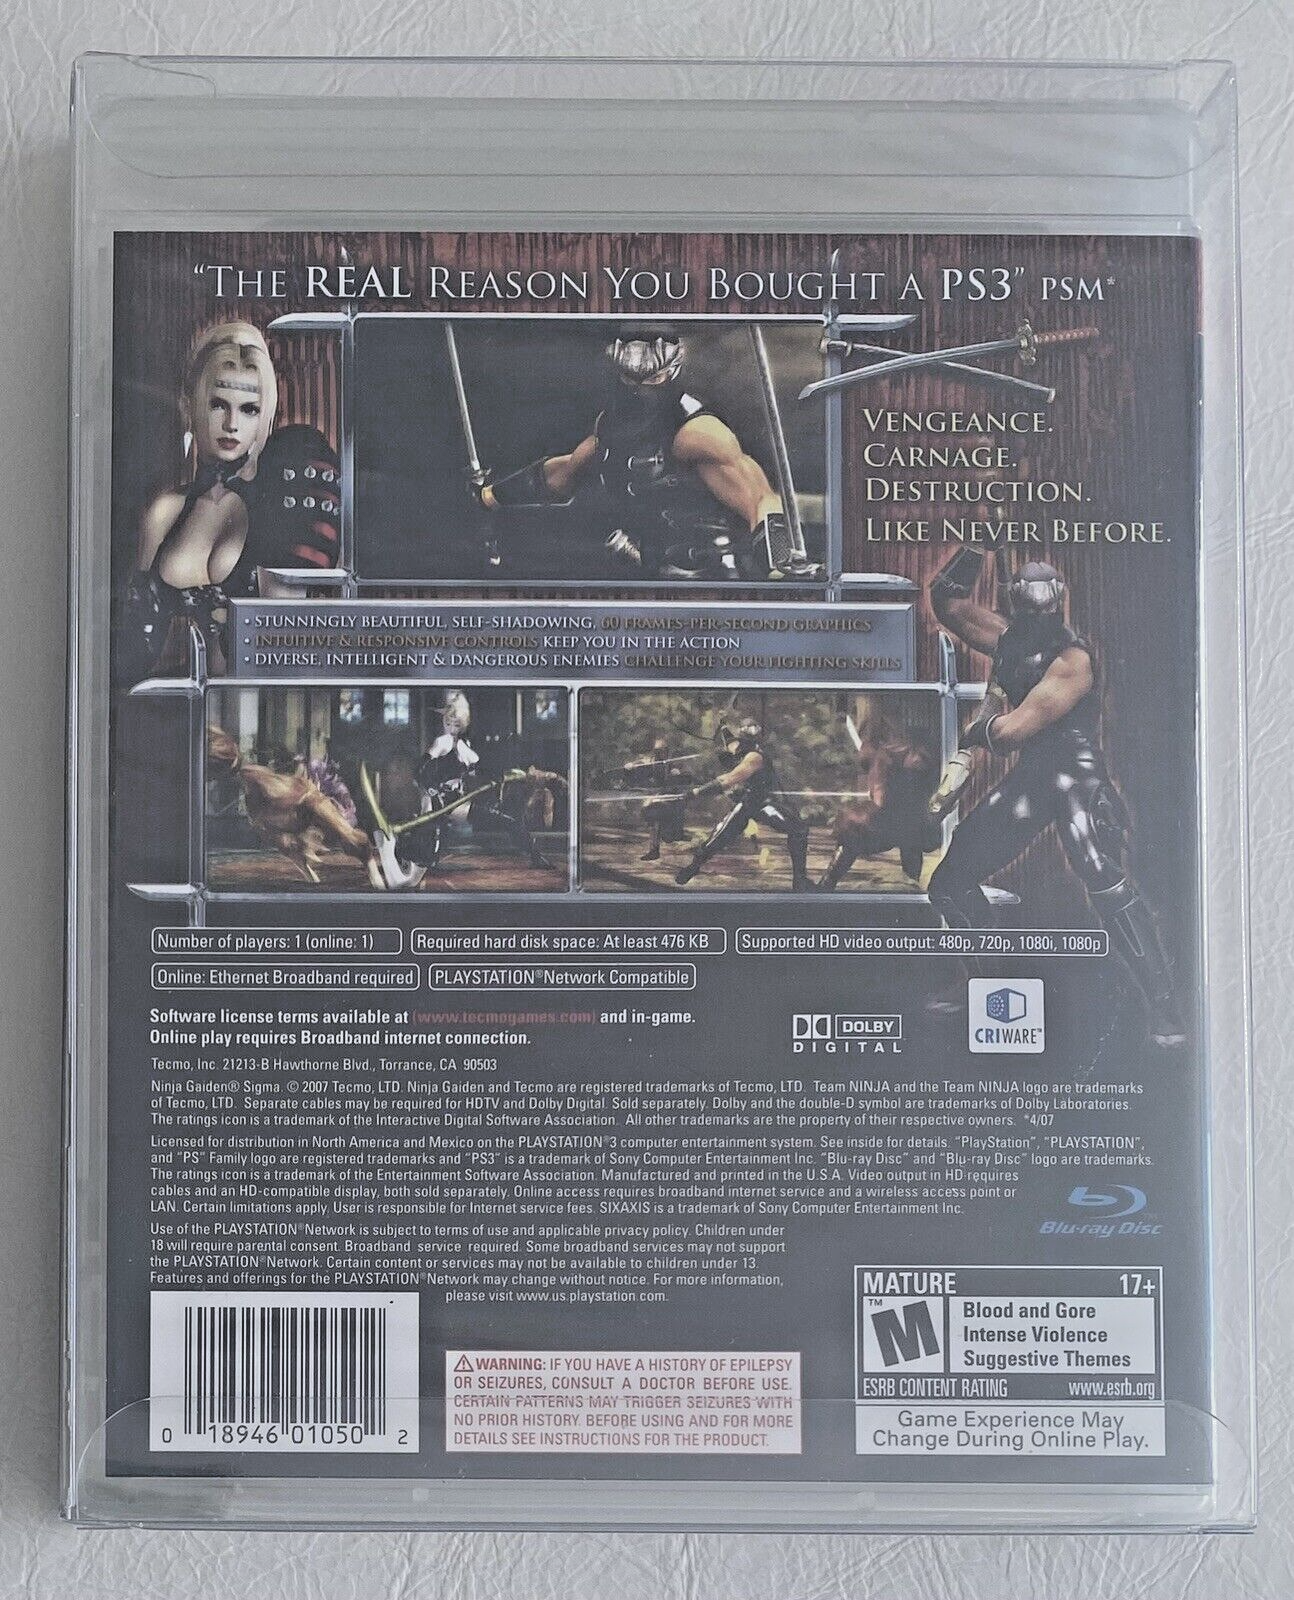 “THE REAL REASON YOU BOUGHT A PS3” PSM*
VENGEANCE.
CARNAGE.
DESTRUCTION.
LIKE NEVER BEFORE.
• STUNNINGLY BEAUTIFUL, SELF-SHADOWING, 60 FRAMES-PER-SECOND GRAPHICS
• INTUITIVE & RESPONSIVE CONTROLS KEEP YOU IN THE ACTION
• DIVERSE, INTELLIGENT & DANGEROUS ENEMIES CHALLENGE YOUR FIGHTING SKILLS
Number of players: 1 (online: 1)
Required hard disk space: At least 476 KB
Supported HD video output: 480p, 720p, 1080i, 1080p
Online: Ethernet Broadband required
PLAYSTATION®Network Compatible
Software license terms available at (www.tecmogames.com) and in-game.
Online play requires Broadband internet connection.
DOLBY
DIGITAL
CRIWARE™
Tecmo, Inc. 21213-B Hawthorne Blvd., Torrance, CA 90503
Ninja Gaiden® Sigma. © 2007 Tecmo, LTD. Ninja Gaiden and Tecmo are registered trademarks of Tecmo, LTD. Team NINJA and the Team NINJA logo are trademarks
of Tecmo, LTD. Separate cables may be required for HDTV and Dolby Digital. Sold separately. Dolby and the double-D symbol are trademarks of Dolby Laboratories.
The ratings icon is a trademark of the Interactive Digital Software Association. All other trademarks are the property of their respective owners. *4/07
Licensed for distribution in North America and Mexico on the PLAYSTATION®3 computer entertainment system. See inside for details. “PlayStation”, “PLAYSTATION”,
and “PS” Family logo are registered trademarks and “PS3” is a trademark of Sony Computer Entertainment Inc. “Blu-ray Disc” and “Blu-ray Disc” logo are trademarks.
The ratings icon is a trademark of the Entertainment Software Association. Manufactured and printed in the U.S.A. Video output in HD requires
cables and an HD-compatible display, both sold separately. Online access requires broadband internet service and a wireless access point or
LAN. Certain limitations apply. User is responsible for Internet service fees. SIXAXIS is a trademark of Sony Computer Entertainment Inc.
Use of the PLAYSTATION®Network is subject to terms of use and applicable privacy policy. Children under
18 will require parental consent. Broadband service required. Some broadband services may not support
the PLAYSTATION®Network. Certain content or services may not be available to children under 13.
Features and offerings for the PLAYSTATION®Network may change without notice. For more information,
please visit www.us.playstation.com.
Blu-ray Disc
MATURE 17+
TM
M
Blood and Gore
Intense Violence
Suggestive Themes
ESRB CONTENT RATING www.esrb.org
Game Experience May
Change During Online Play.
⚠WARNING: IF YOU HAVE A HISTORY OF EPILEPSY
OR SEIZURES, CONSULT A DOCTOR BEFORE USE.
CERTAIN PATTERNS MAY TRIGGER SEIZURES WITH
NO PRIOR HISTORY. BEFORE USING AND FOR MORE
DETAILS SEE INSTRUCTIONS FOR THE PRODUCT.
0 18946 01050 2